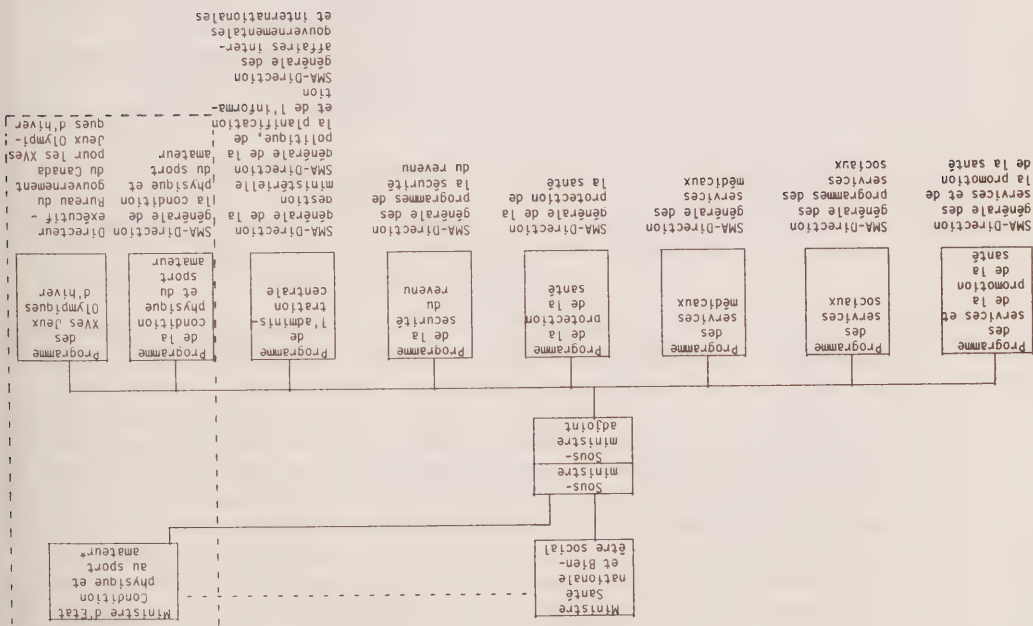 Ministre
Santé
nationale
et Bien-
être social
Ministre d'Etat
Condition
physique et
au sport
amateur*
Sous-
ministre
Sous-
ministre
adjoint
Programme
des
services et
de la
promotion
de la
santé
Programme
des
services
sociaux
Programme
des
services
médicaux
Programme
de la
protection
de la
santé
Programme
de la
sécurité
du
revenu
Programme
de
l'adminis-
tration
centrale
Programme
de la
condition
physique
et du
sport
amateur
Programme
des
XVes Jeux
Olympiques
d'hiver
SMA-Direction
générale des
services et de
la promotion
de la santé
SMA-Direction
générale des
programmes des
services
sociaux
SMA-Direction
générale des
services
médicaux
SMA-Direction
générale de la
protection de
la santé
SMA-Direction
générale des
programmes de
la sécurité
du revenu
SMA-Direction
générale de la
gestion
ministérielle
SMA-Direction
générale de la
politique, de
la planification
et de l'informa-
tion
SMA-Direction
générale des
affaires inter-
gouvernementales
et internationales
SMA-Direction
générale de
la condition
physique et
du sport
amateur
Directeur
exécutif -
Bureau du
gouvernement
du Canada
pour les XVes
Jeux Olympi-
ques d'hiver